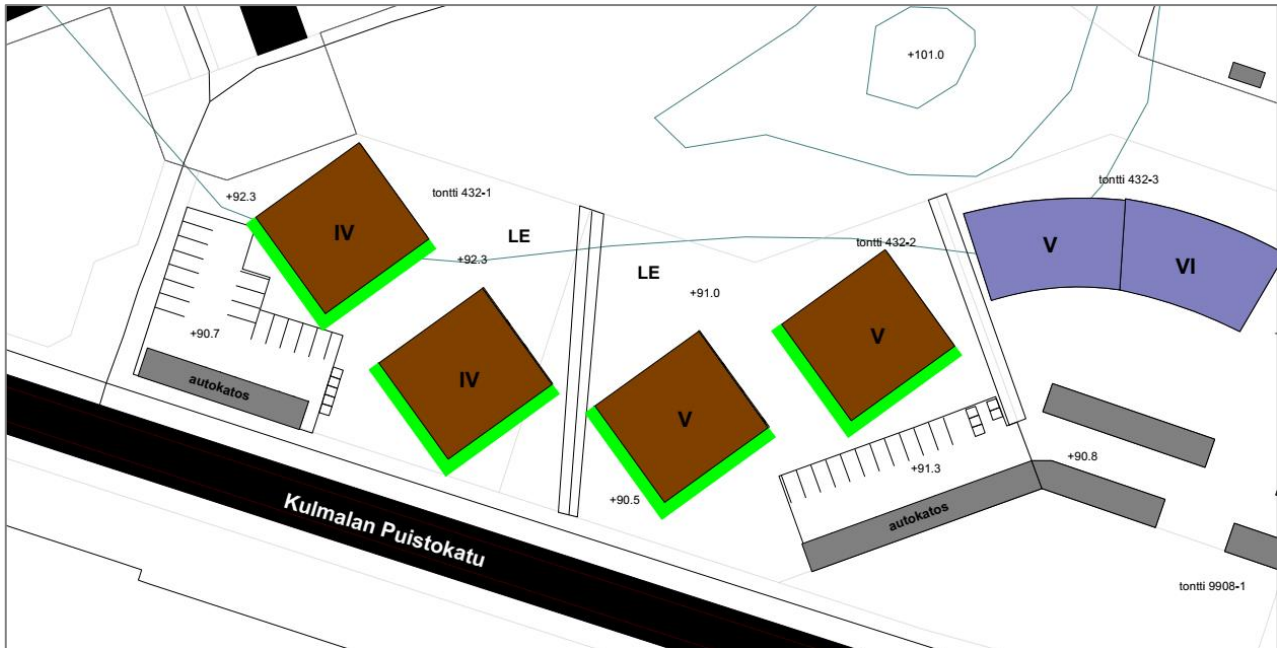 +101.0
tontti 432-3
+92.3
tontti 432-1
IV
LE
tontti 432-2
V
VI
+92.3
LE
+91.0
+90.7
V
IV
autokatos
V
+90.8
+91.3
+90.5
autokatos
Kulmalan Puistokatu
tontti 9908-1